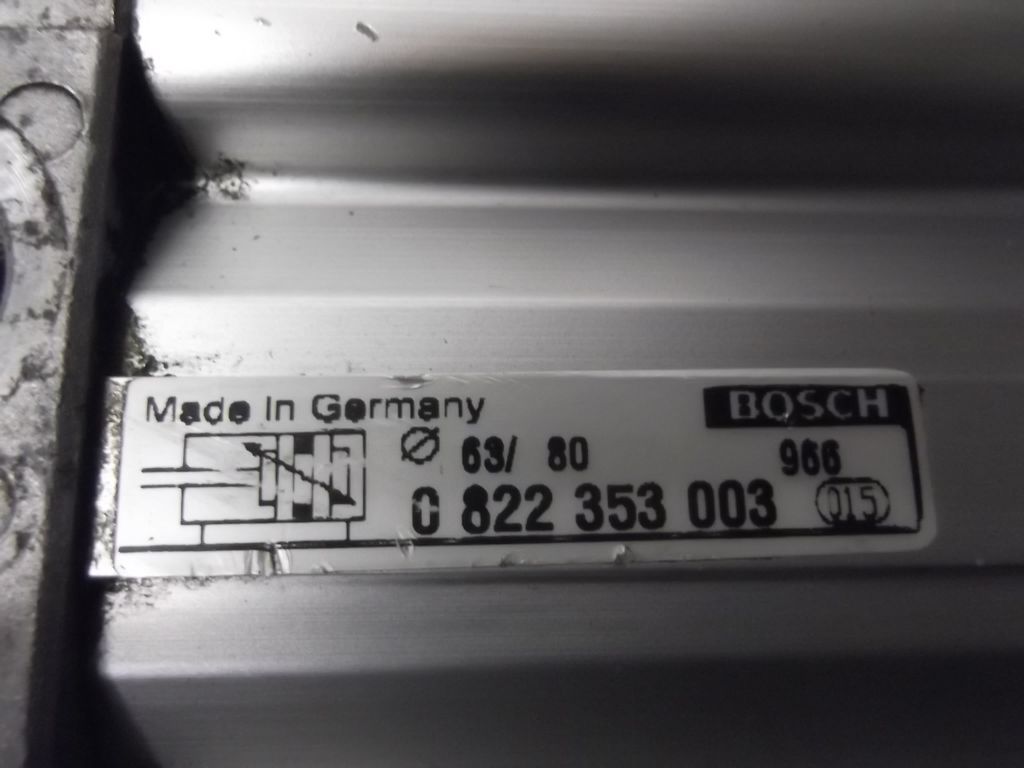 Made In Germany BOSCH
Ø 63/ 80 966
0 822 353 003 015